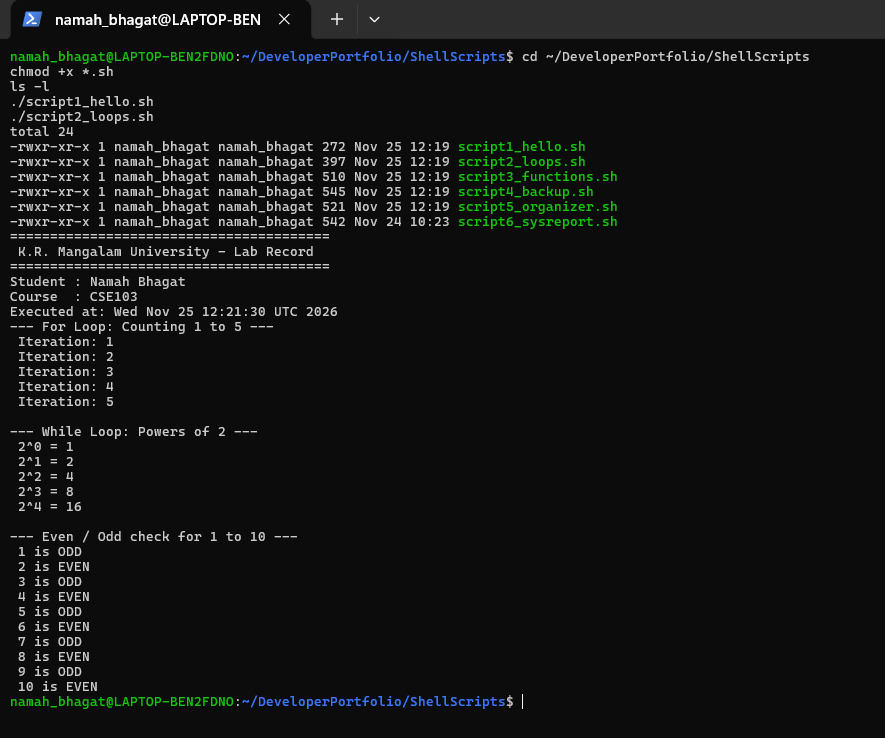 namah_bhagat@LAPTOP-BEN
namah_bhagat@LAPTOP-BEN2FDNO:~/DeveloperPortfolio/ShellScripts$ cd ~/DeveloperPortfolio/ShellScripts
chmod +x *.sh
ls -l
./script1_hello.sh
./script2_loops.sh
total 24
-rwxr-xr-x 1 namah_bhagat namah_bhagat 272 Nov 25 12:19 script1_hello.sh
-rwxr-xr-x 1 namah_bhagat namah_bhagat 397 Nov 25 12:19 script2_loops.sh
-rwxr-xr-x 1 namah_bhagat namah_bhagat 510 Nov 25 12:19 script3_functions.sh
-rwxr-xr-x 1 namah_bhagat namah_bhagat 545 Nov 25 12:19 script4_backup.sh
-rwxr-xr-x 1 namah_bhagat namah_bhagat 521 Nov 25 12:19 script5_organizer.sh
-rwxr-xr-x 1 namah_bhagat namah_bhagat 542 Nov 24 10:23 script6_sysreport.sh
========================================
 K.R. Mangalam University - Lab Record
========================================
Student : Namah Bhagat
Course  : CSE103
Executed at: Wed Nov 25 12:21:30 UTC 2026
--- For Loop: Counting 1 to 5 ---
 Iteration: 1
 Iteration: 2
 Iteration: 3
 Iteration: 4
 Iteration: 5

--- While Loop: Powers of 2 ---
 2^0 = 1
 2^1 = 2
 2^2 = 4
 2^3 = 8
 2^4 = 16

--- Even / Odd check for 1 to 10 ---
 1 is ODD
 2 is EVEN
 3 is ODD
 4 is EVEN
 5 is ODD
 6 is EVEN
 7 is ODD
 8 is EVEN
 9 is ODD
 10 is EVEN
namah_bhagat@LAPTOP-BEN2FDNO:~/DeveloperPortfolio/ShellScripts$